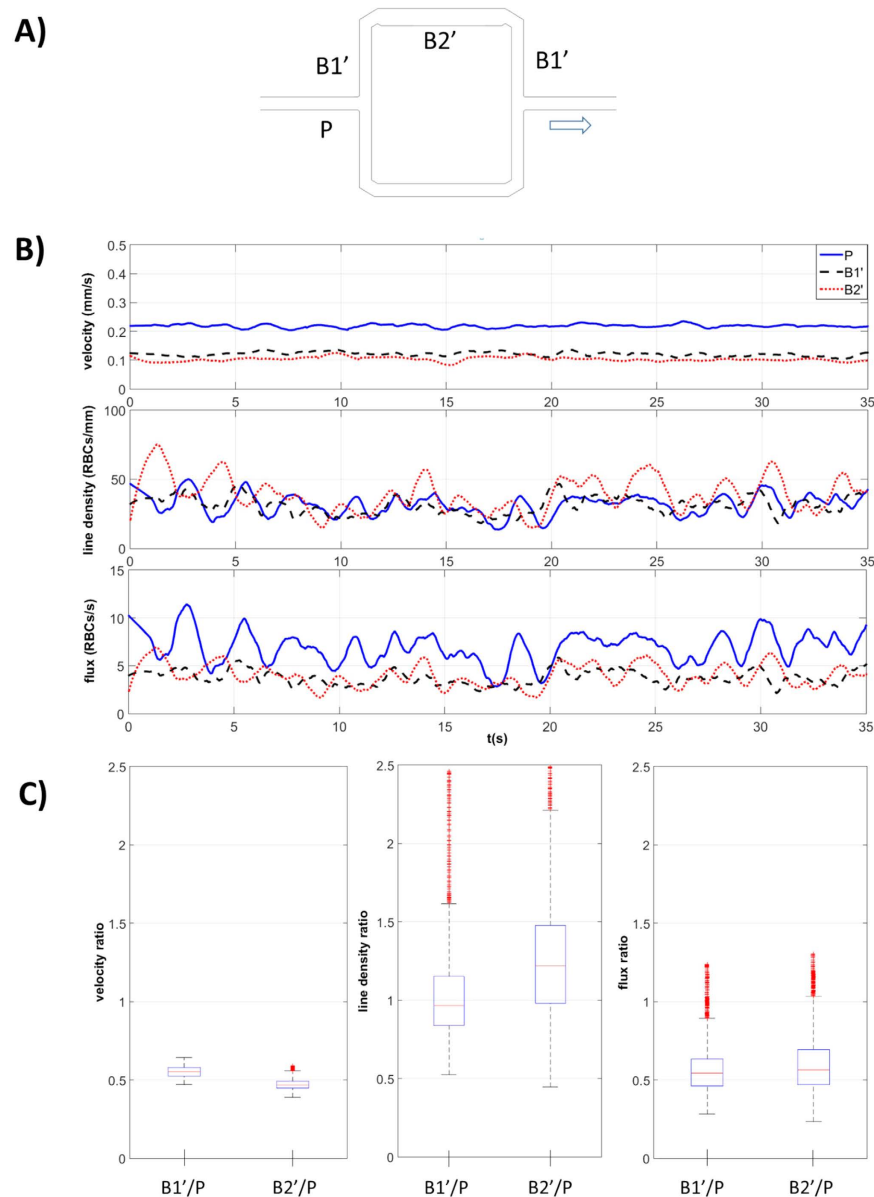 A)
B1’
B2’
B1’
P
B)
velocity (mm/s)
0.5
0.4
0.3
0.2
0.1
0
P
B1'
B2'
0 5 10 15 20 25 30 35
line density (RBCs/mm)
100
50
0
0 5 10 15 20 25 30 35
flux (RBCs/s)
15
10
5
0
0 5 10 15 20 25 30 35
t(s)
C)
velocity ratio
2.5
2
1.5
1
0.5
0
B1’/P B2’/P
line density ratio
2.5
2
1.5
1
0.5
0
B1’/P B2’/P
flux ratio
2.5
2
1.5
1
0.5
0
B1’/P B2’/P